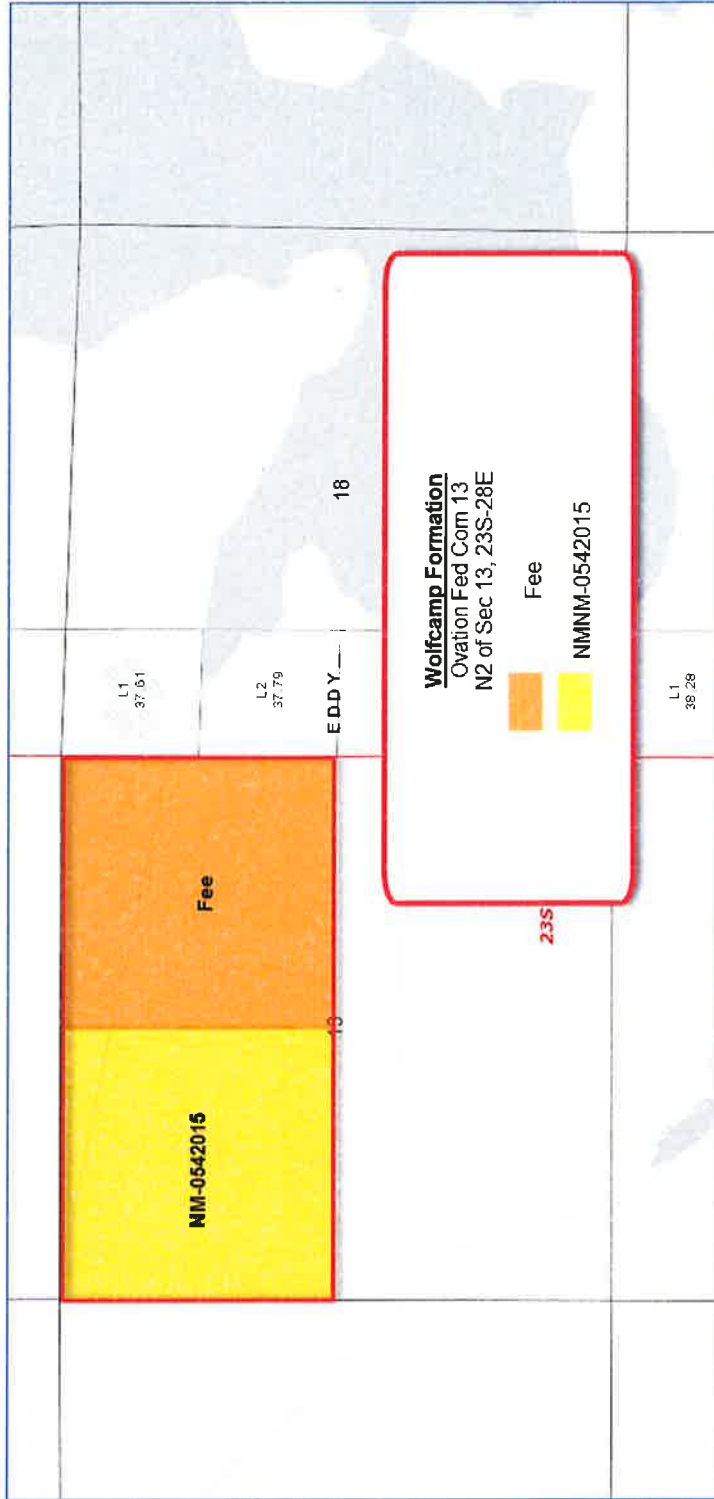 L1
37.61
L2
37.79
NM-0542015
Fee
EDDY
13
18
Wolfcamp Formation
Ovation Fed Com 13
N2 of Sec 13, 23S-28E
Fee
NMNM-0542015
23S
L1
38.28